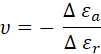 υ = − Δ ε_a / Δ ε_r